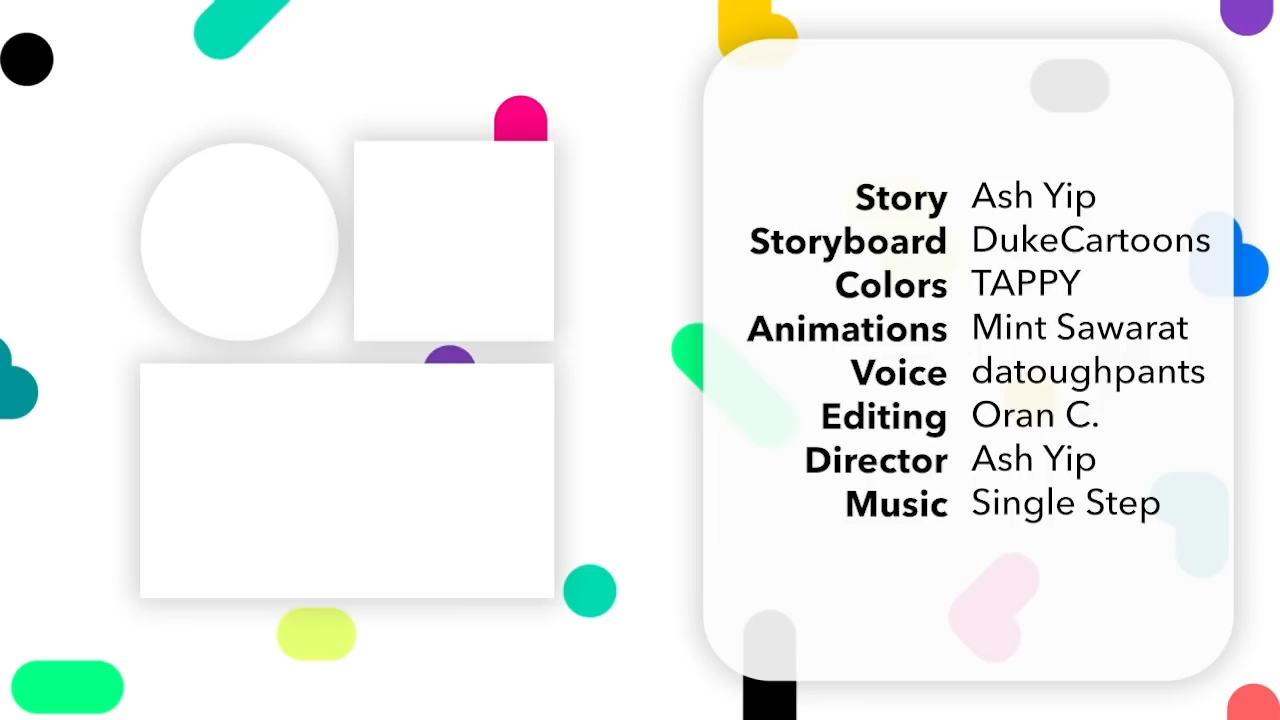 Story Ash Yip
Storyboard DukeCartoons
Colors TAPPY
Animations Mint Sawarat
Voice datoughpants
Editing Oran C.
Director Ash Yip
Music Single Step